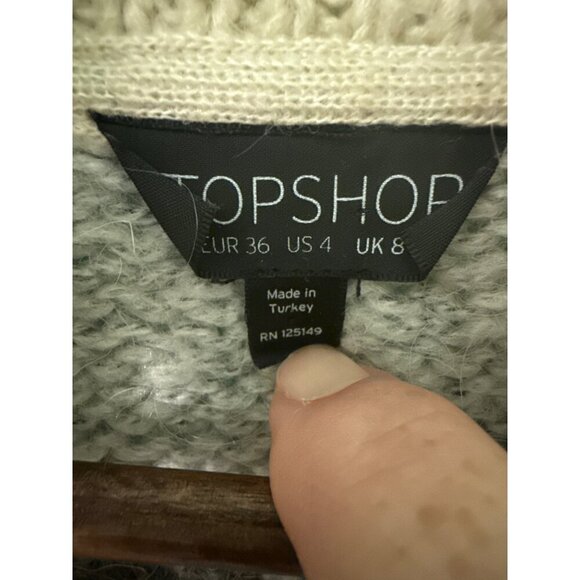 TOPSHOP
EUR 36 US 4 UK 8
Made in
Turkey
RN 125149